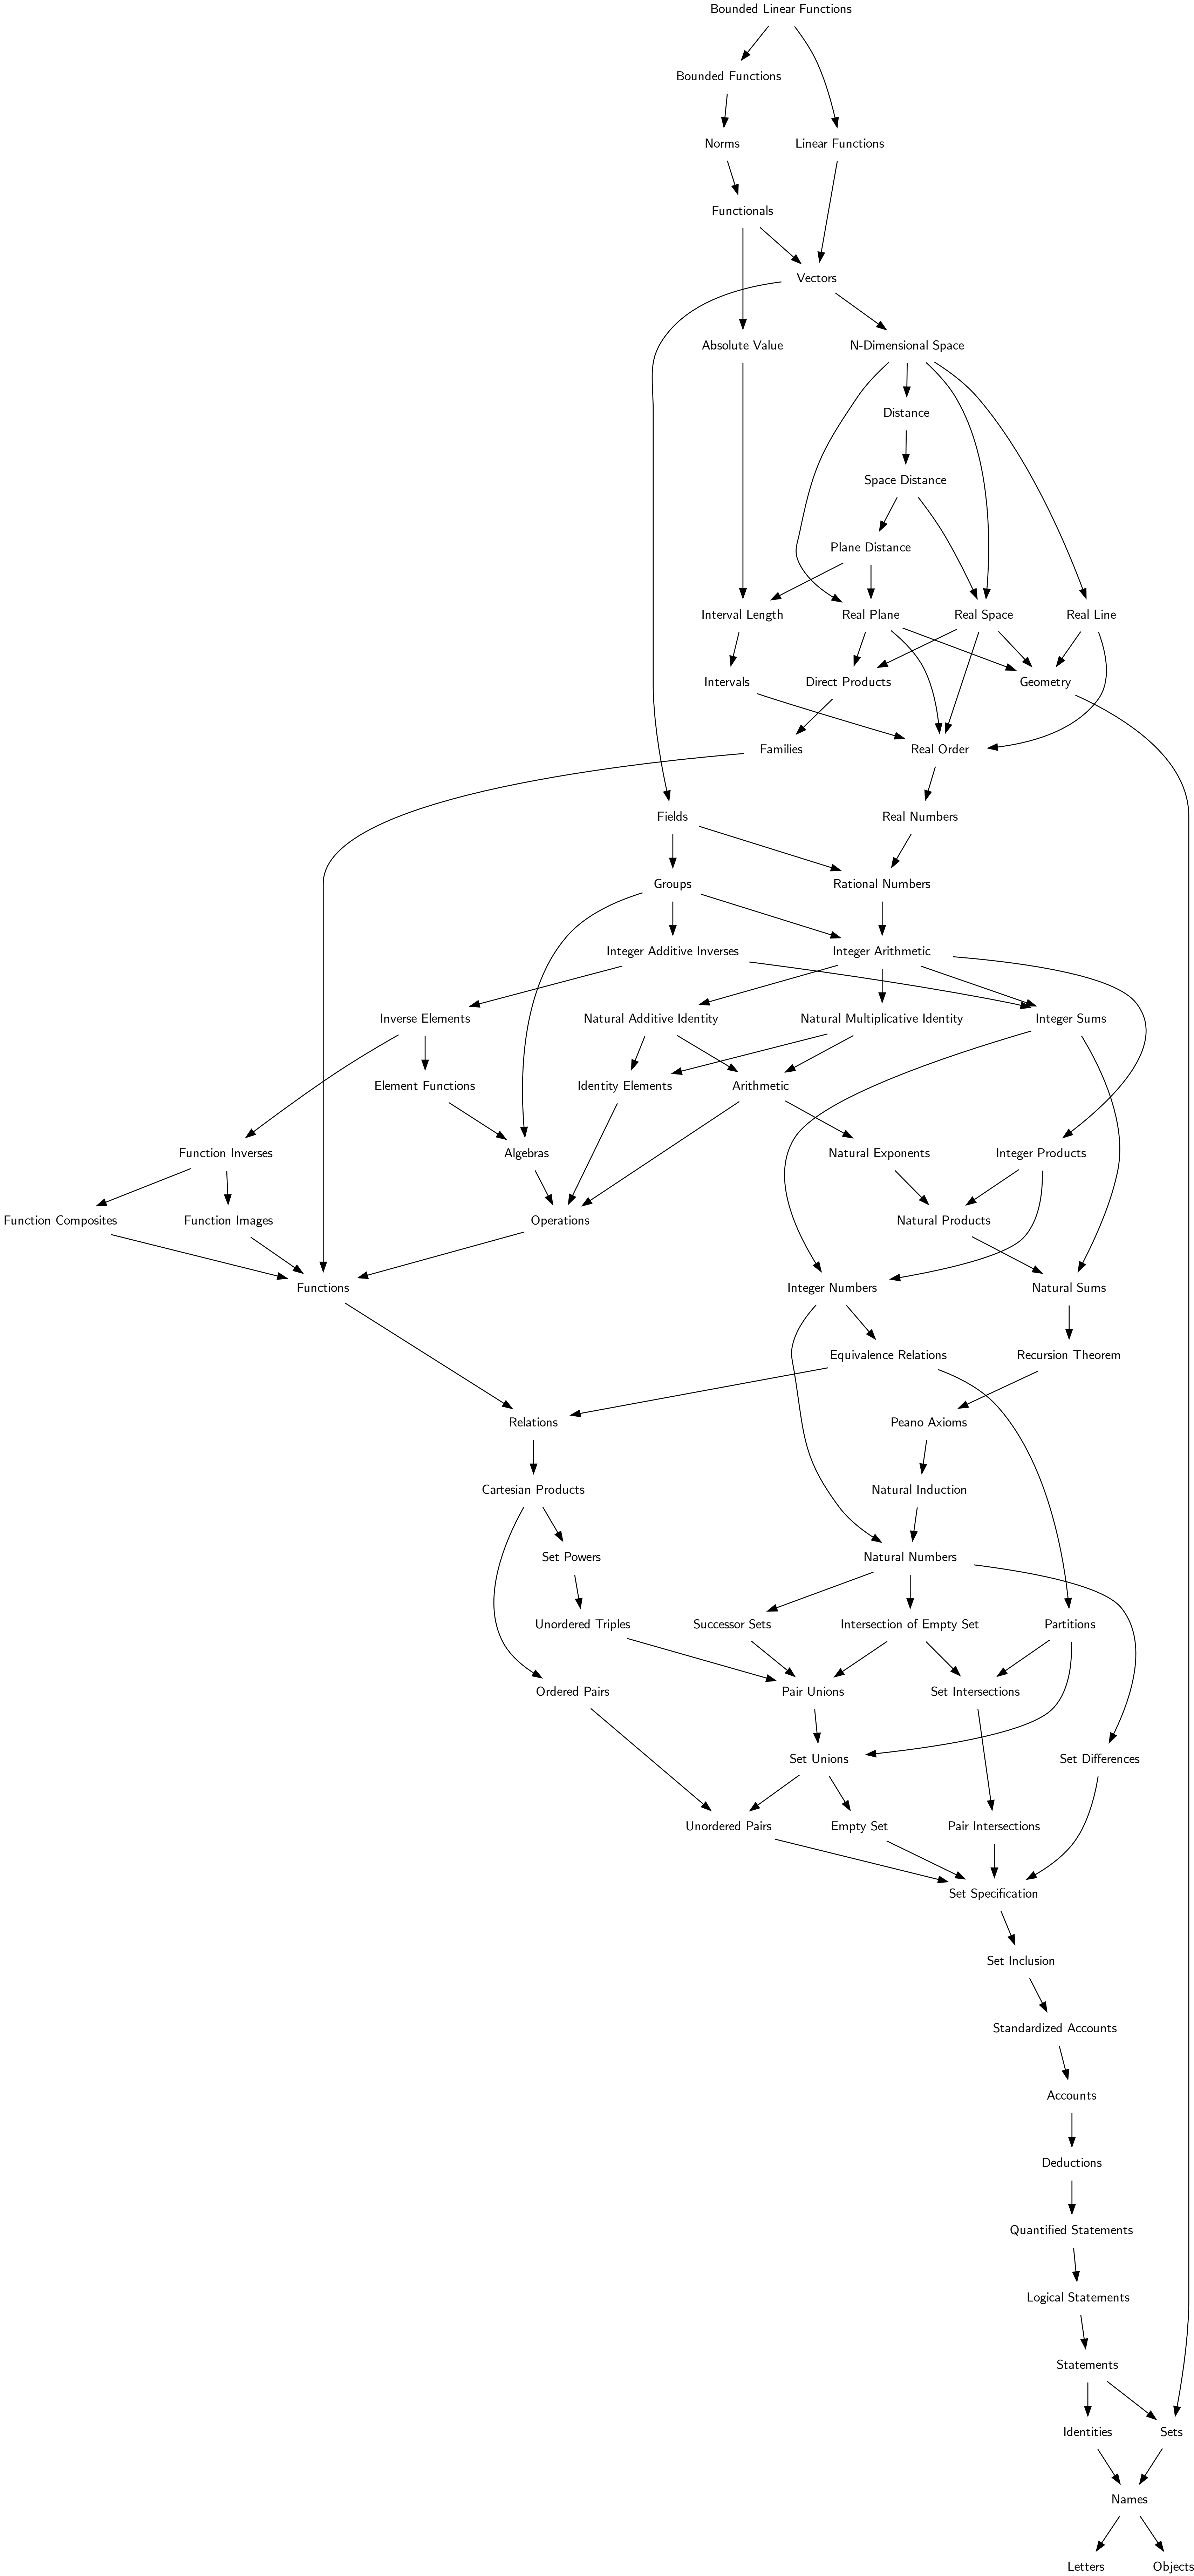 Bounded Linear Functions
Bounded Functions
Norms
Linear Functions
Functionals
Vectors
Absolute Value
N-Dimensional Space
Distance
Space Distance
Plane Distance
Interval Length
Real Plane
Real Space
Real Line
Intervals
Direct Products
Geometry
Families
Real Order
Fields
Real Numbers
Groups
Rational Numbers
Integer Additive Inverses
Integer Arithmetic
Inverse Elements
Natural Additive Identity
Natural Multiplicative Identity
Integer Sums
Element Functions
Identity Elements
Arithmetic
Function Inverses
Algebras
Natural Exponents
Integer Products
Function Composites
Function Images
Operations
Natural Products
Functions
Integer Numbers
Natural Sums
Equivalence Relations
Recursion Theorem
Relations
Peano Axioms
Cartesian Products
Natural Induction
Set Powers
Natural Numbers
Unordered Triples
Successor Sets
Intersection of Empty Set
Partitions
Ordered Pairs
Pair Unions
Set Intersections
Set Unions
Set Differences
Unordered Pairs
Empty Set
Pair Intersections
Set Specification
Set Inclusion
Standardized Accounts
Accounts
Deductions
Quantified Statements
Logical Statements
Statements
Identities
Sets
Names
Letters
Objects